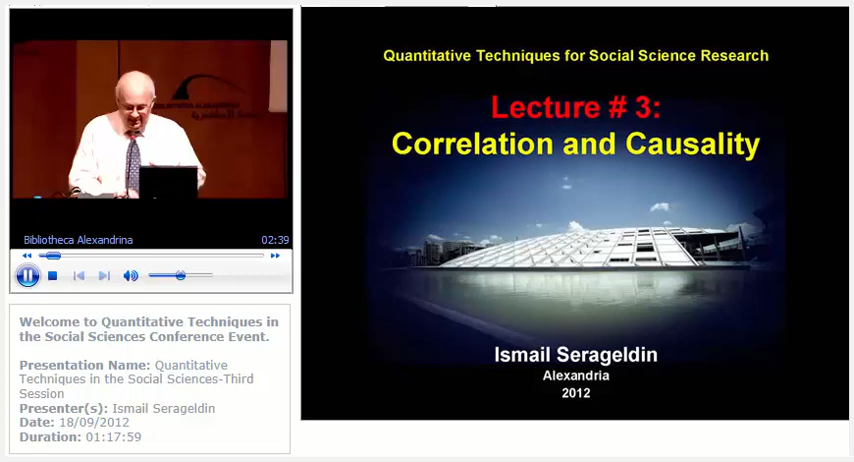 Bibliotheca Alexandrina
02:39
Welcome to Quantitative Techniques in
the Social Sciences Conference Event.
Presentation Name: Quantitative
Techniques in the Social Sciences-Third
Session
Presenter(s): Ismail Serageldin
Date: 18/09/2012
Duration: 01:17:59
Quantitative Techniques for Social Science Research
Lecture # 3:
Correlation and Causality
Ismail Serageldin
Alexandria
2012